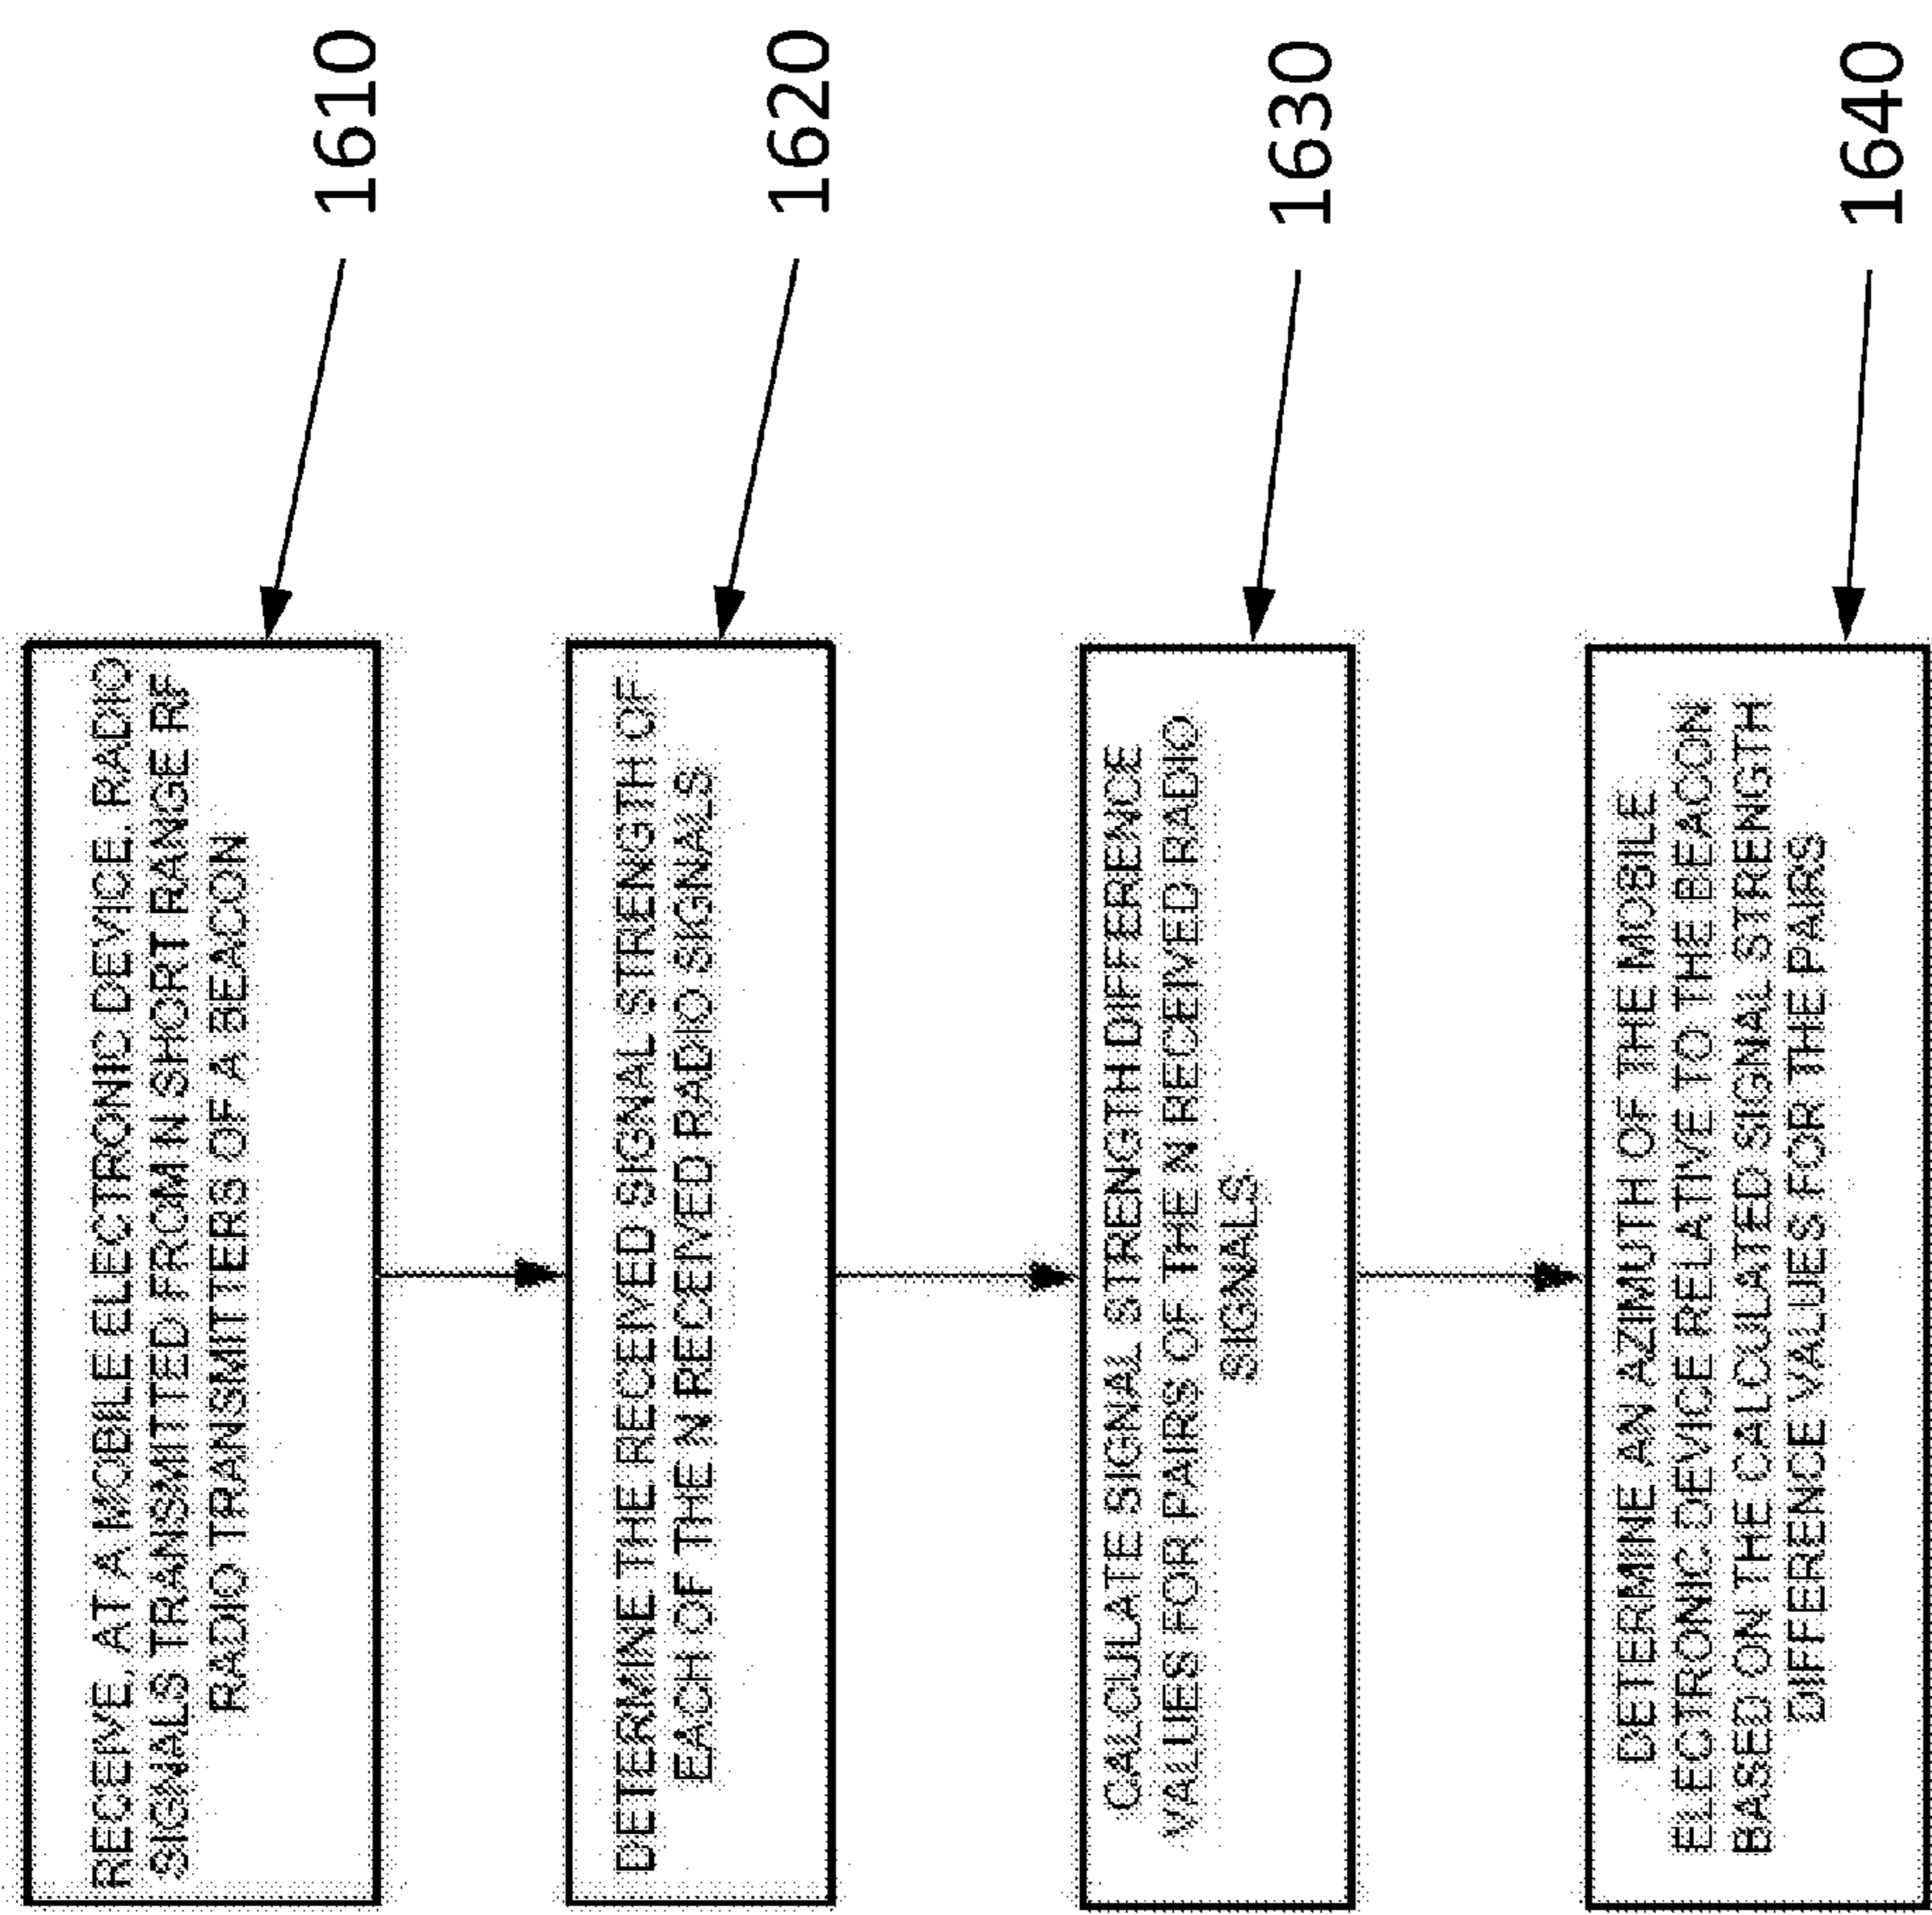 RECEIVE, AT A MOBILE ELECTRONIC DEVICE, RADIO
SIGNALS TRANSMITTED FROM N SHORT RANGE RF
RADIO TRANSMITTERS OF A BEACON
1610
DETERMINE THE RECEIVED SIGNAL STRENGTH OF
EACH OF THE N RECEIVED RADIO SIGNALS
1620
CALCULATE SIGNAL STRENGTH DIFFERENCE
VALUES FOR PAIRS OF THE N RECEIVED RADIO
SIGNALS
1630
DETERMINE AN AZIMUTH OF THE MOBILE
ELECTRONIC DEVICE RELATIVE TO THE BEACON
BASED ON THE CALCULATED SIGNAL STRENGTH
DIFFERENCE VALUES FOR THE PAIRS
1640